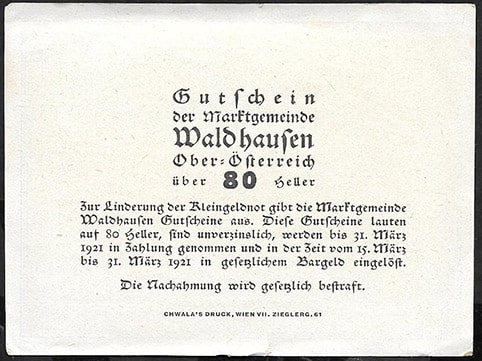 Gutschein
der Marktgemeinde
Waldhausen
Ober-Österreich
über 80 Heller
Zur Linderung der Kleingeldnot gibt die Marktgemeinde
Waldhausen Gutscheine aus. Diese Gutscheine lauten
auf 80 Heller, sind unverzinslich, werden bis 31. März
1921 in Zahlung genommen und in der Zeit vom 15. März
bis 31. März 1921 in gesetzlichem Bargeld eingelöst.
Die Nachahmung wird gesetzlich bestraft.
CHWALA'S DRUCK, WIEN VII. ZIEGLERG. 61